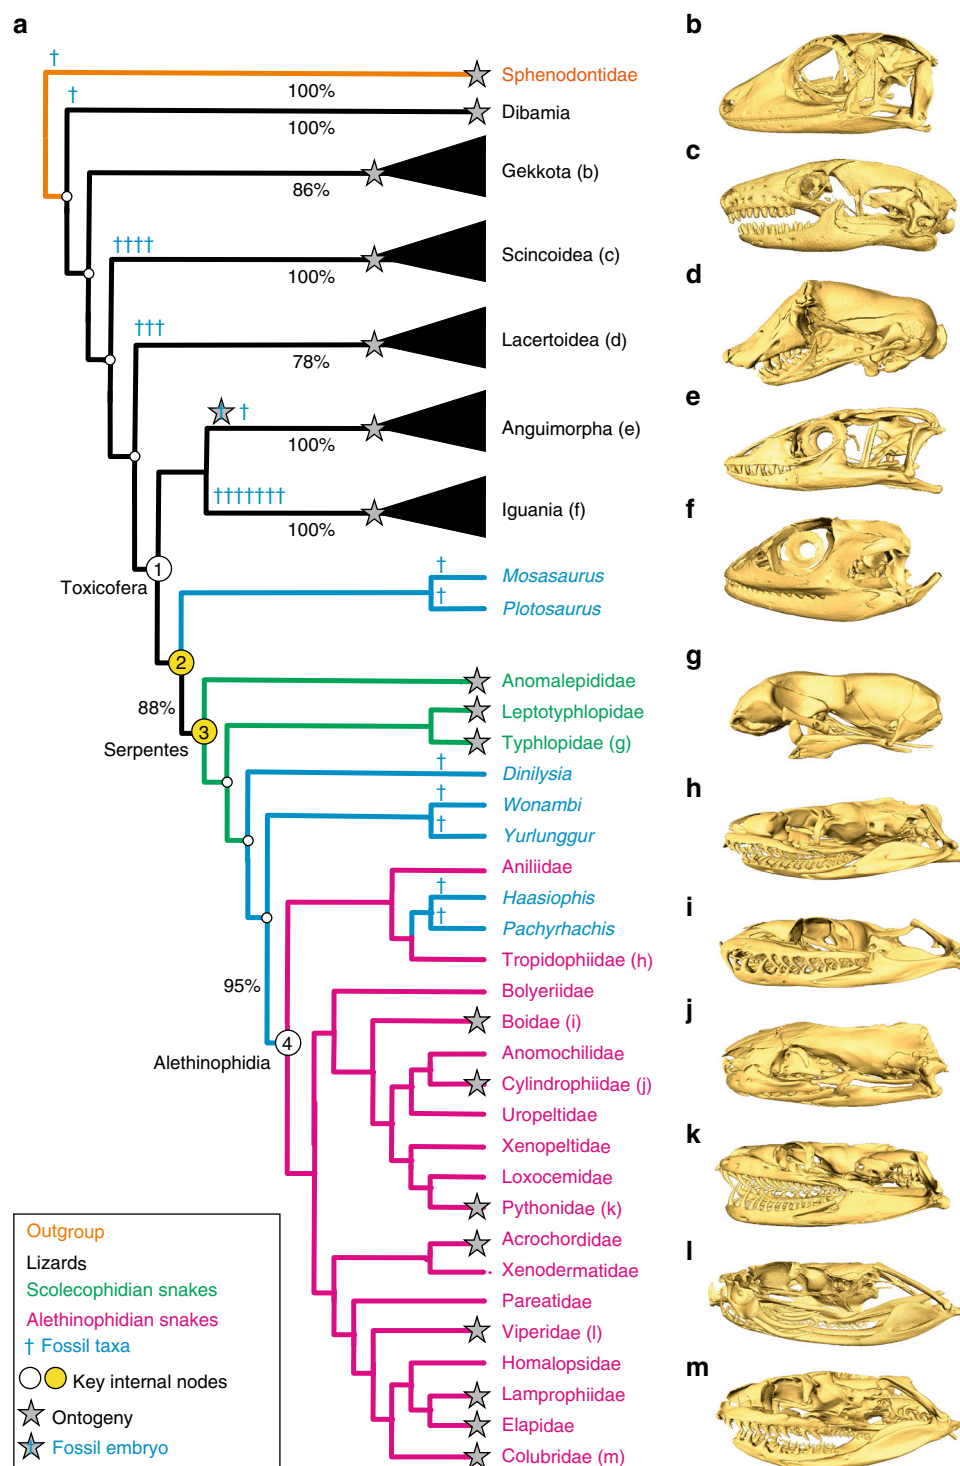 a
†
Sphenodontidae
100%
†
Dibamia
100%
Gekkota (b)
86%
††††
Scincoidea (c)
100%
†††
Lacertoidea (d)
78%
† †
Anguimorpha (e)
100%
†††††††
Iguania (f)
100%
1
Toxicofera
†
Mosasaurus
†
Plotosaurus
2
88%
3
Serpentes
Anomalepididae
Leptotyphlopidae
Typhlopidae (g)
†
Dinilysia
†
Wonambi
†
Yurlunggur
Aniliidae
†
Haasiophis
†
Pachyrhachis
Tropidophiidae (h)
95%
4
Alethinophidia
Bolyeriidae
Boidae (i)
Anomochilidae
Cylindrophiidae (j)
Uropeltidae
Xenopeltidae
Loxocemidae
Pythonidae (k)
Acrochordidae
Xenodermatidae
Pareatidae
Viperidae (l)
Homalopsidae
Lamprophiidae
Elapidae
Colubridae (m)
Outgroup
Lizards
Scolecophidian snakes
Alethinophidian snakes
† Fossil taxa
Key internal nodes
Ontogeny
† Fossil embryo
b
c
d
e
f
g
h
i
j
k
l
m